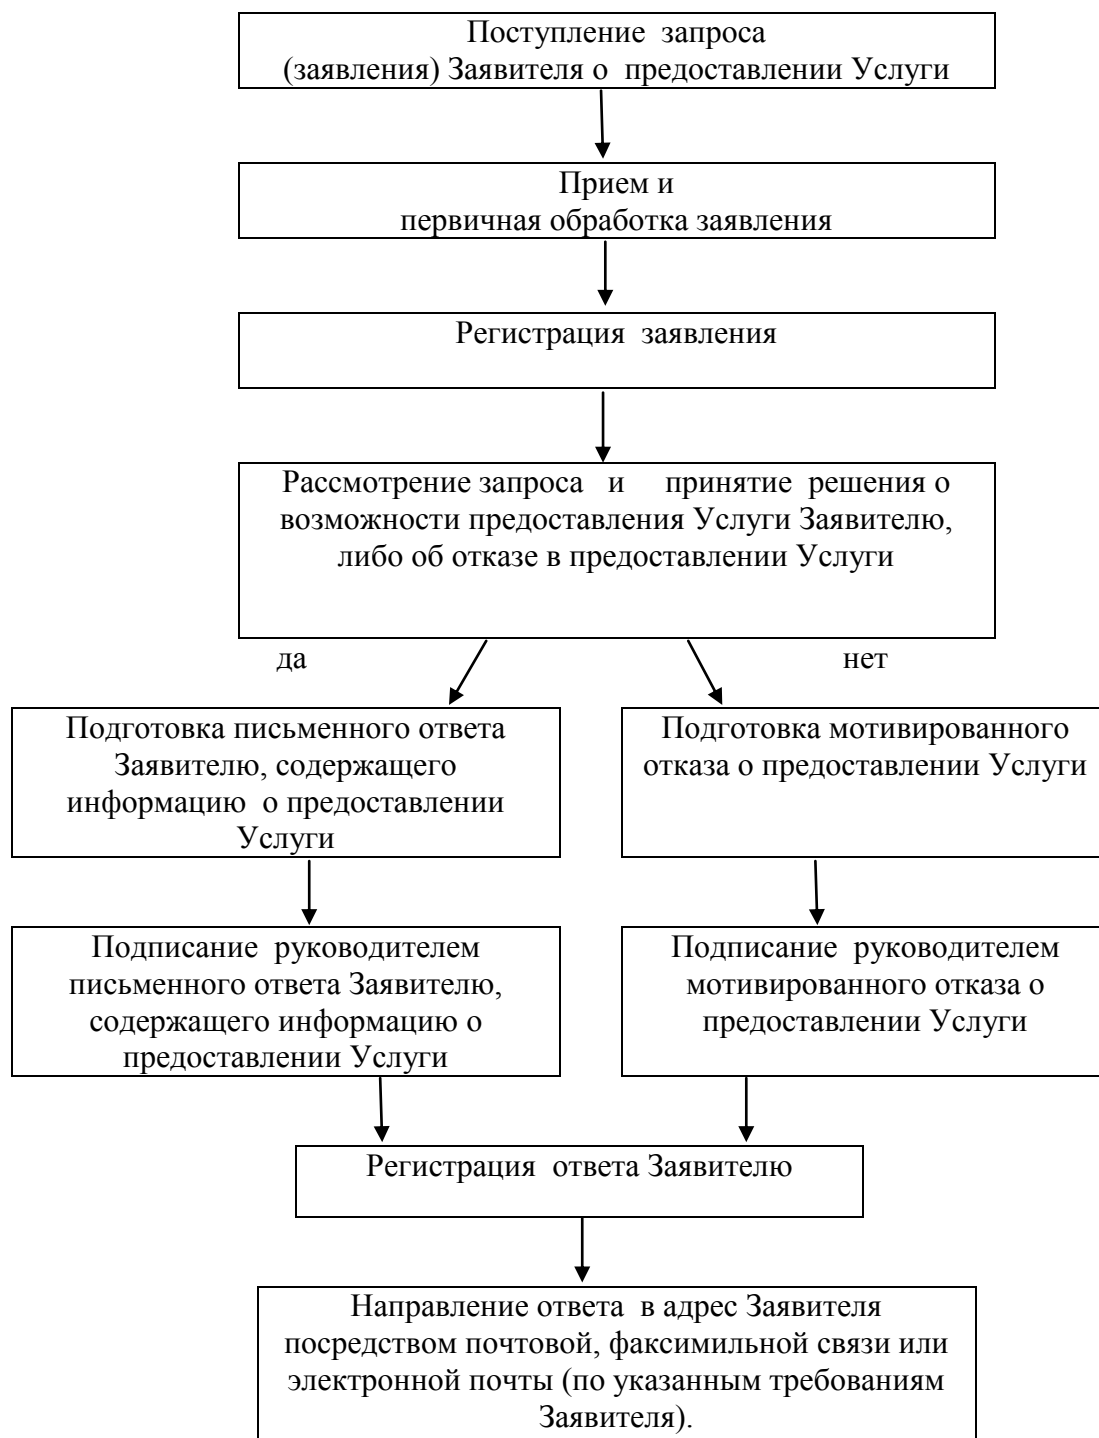 Поступление запроса
(заявления) Заявителя о предоставлении Услуги
Прием и
первичная обработка заявления
Регистрация заявления
Рассмотрение запроса и принятие решения о
возможности предоставления Услуги Заявителю,
либо об отказе в предоставлении Услуги
да
нет
Подготовка письменного ответа
Заявителю, содержащего
информацию о предоставлении
Услуги
Подготовка мотивированного
отказа о предоставлении Услуги
Подписание руководителем
письменного ответа Заявителю,
содержащего информацию о
предоставлении Услуги
Подписание руководителем
мотивированного отказа о
предоставлении Услуги
Регистрация ответа Заявителю
Направление ответа в адрес Заявителя
посредством почтовой, факсимильной связи или
электронной почты (по указанным требованиям
Заявителя).